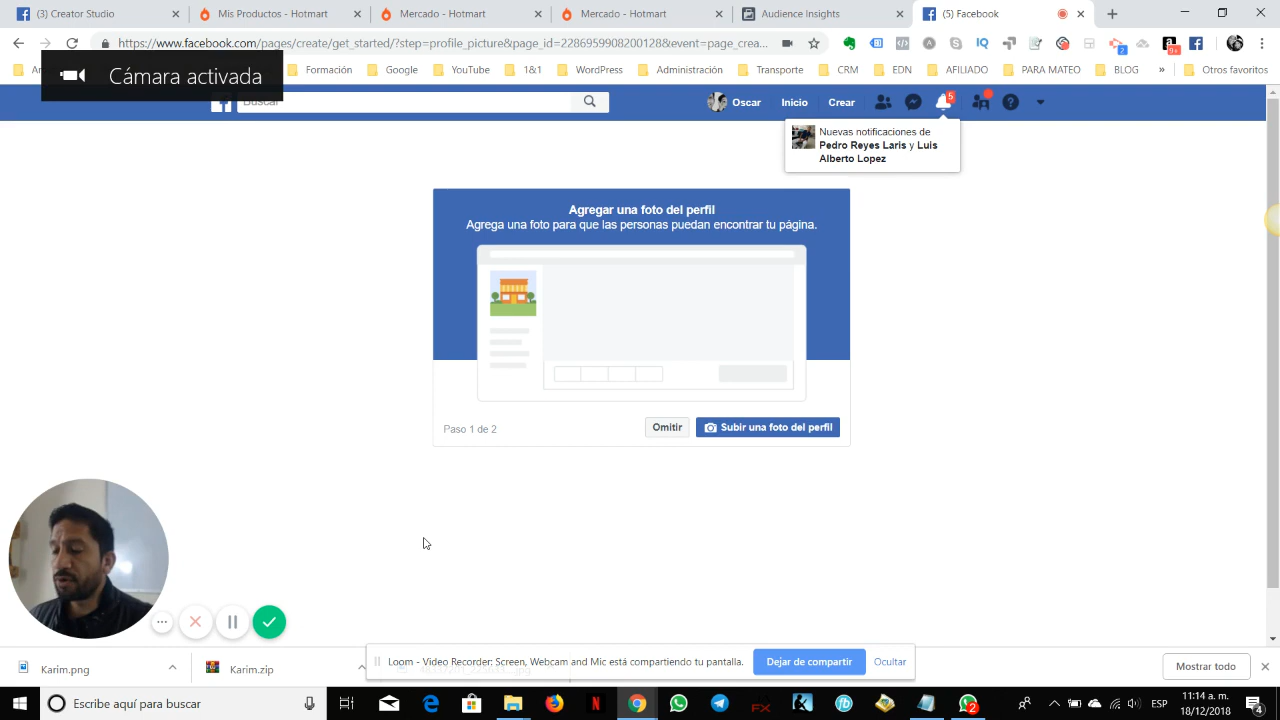 (3) Creator Studio
Mis Productos - Hotmart
Mercado - Hotmart
Mercado - Hotmart
Audience Insights
(5) Facebook
https://www.facebook.com/pages/create/get_started/?step=profile_picture&page_id=2286959908200128&event=page_crea...
Formación
Google
YouTube
1&1
WordPress
Administración
Transporte
CRM
EDN
AFILIADO
PARA MATEO
BLOG
»
Otros favoritos
Cámara activada
Buscar
Oscar
Inicio
Crear
5
Nuevas notificaciones de
Pedro Reyes Laris y Luis
Alberto Lopez
Agregar una foto del perfil
Agrega una foto para que las personas puedan encontrar tu página.
Paso 1 de 2
Omitir
Subir una foto del perfil
Karim.png
Karim.zip
Loom - Video Recorder: Screen, Webcam and Mic está compartiendo tu pantalla.
Dejar de compartir
Ocultar
Mostrar todo
Escribe aquí para buscar
ESP
11:14 a. m.
18/12/2018